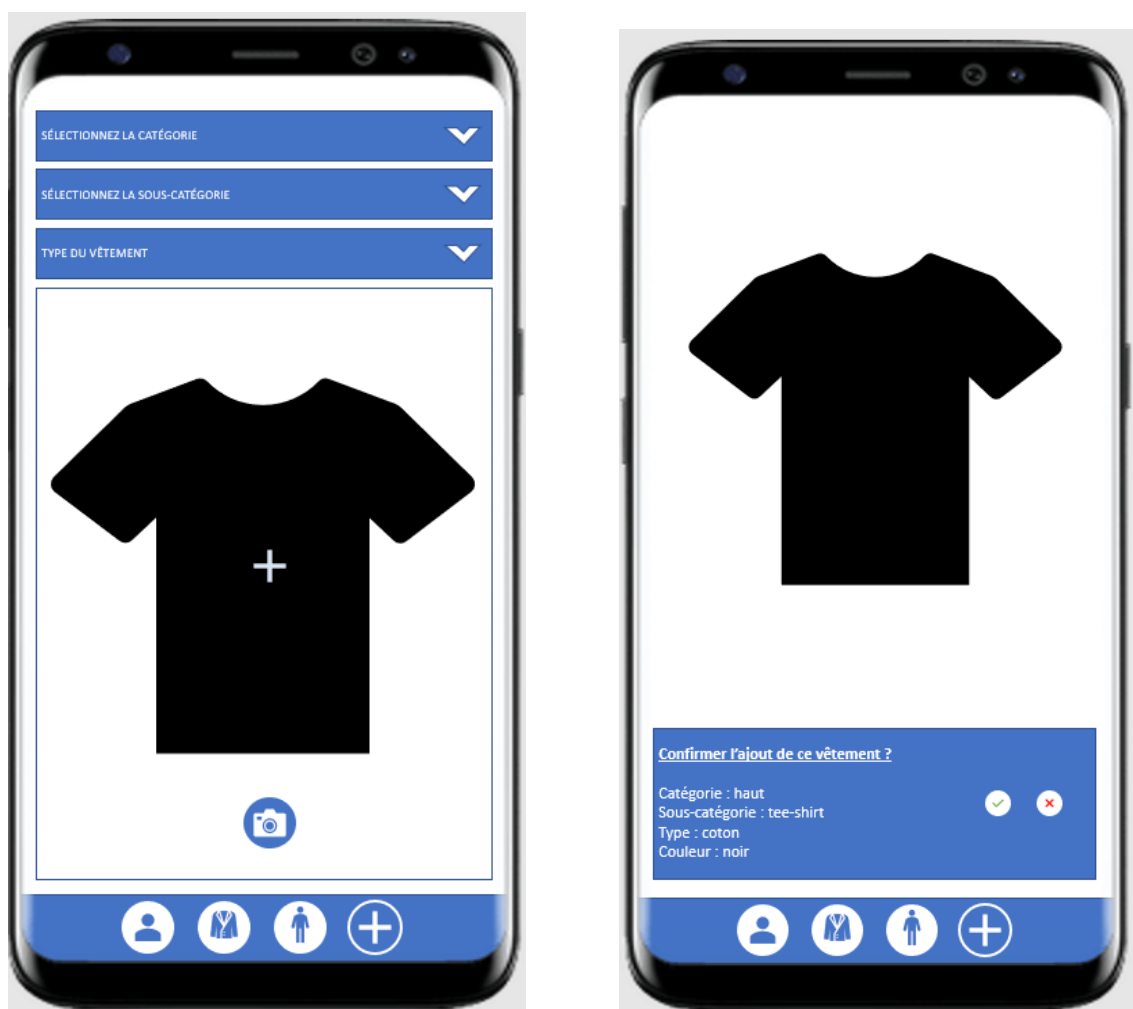 SÉLECTIONNEZ LA CATÉGORIE
SÉLECTIONNEZ LA SOUS-CATÉGORIE
TYPE DU VÊTEMENT
Confirmer l'ajout de ce vêtement ?
Catégorie : haut
Sous-catégorie : tee-shirt
Type : coton
Couleur : noir